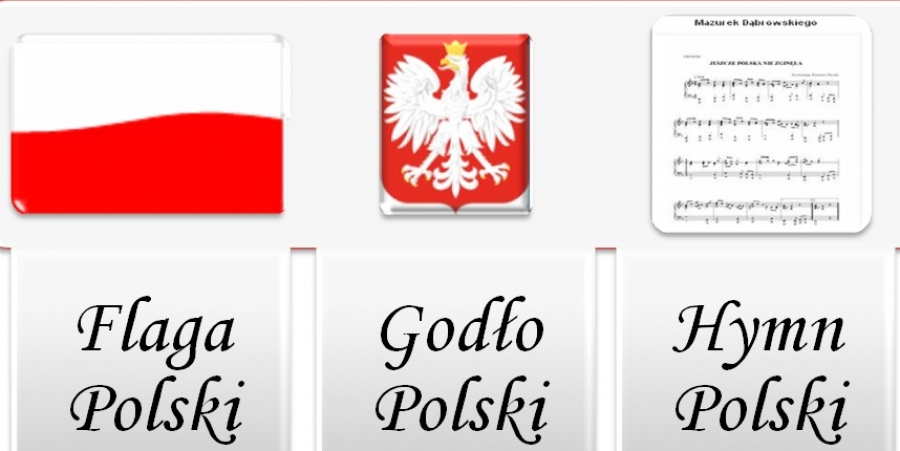 Mazurek Dąbrowskiego
JESZCZE POLSKA NIE ZGINĘŁA
Flaga
Polski
Godło
Polski
Hymn
Polski